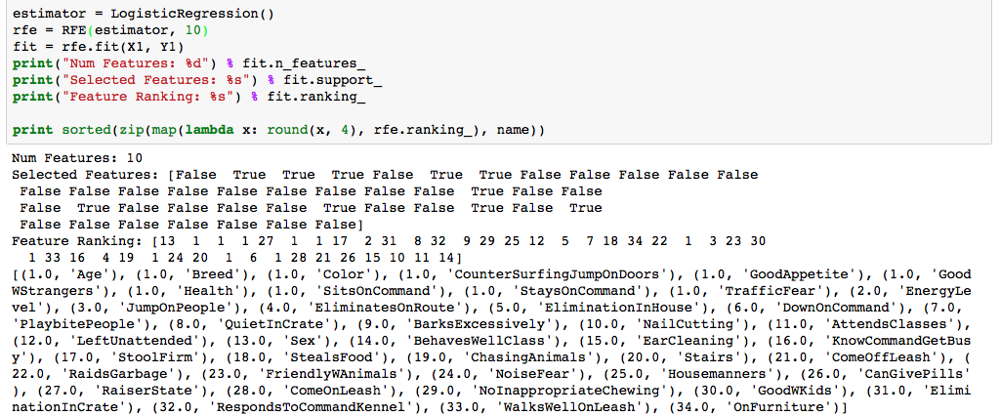 estimator = LogisticRegression()
rfe = RFE(estimator, 10)
fit = rfe.fit(X1, Y1)
print("Num Features: %d") % fit.n_features_
print("Selected Features: %s") % fit.support_
print("Feature Ranking: %s") % fit.ranking_
print sorted(zip(map(lambda x: round(x, 4), rfe.ranking_), name))
Num Features: 10
Selected Features: [False  True  True  True False  True  True False False False False False
 False False False False False False False False False  True False False
 False  True False False False False  True False False  True False  True
 False False False False False False False]
Feature Ranking: [13  1  1  1 27  1  1 17  2 31  8 32  9 29 25 12  5  7 18 34 22  1  3 23 30
  1 33 16  4 19  1 24 20  1  6  1 28 21 26 15 10 11 14]
[(1.0, 'Age'), (1.0, 'Breed'), (1.0, 'Color'), (1.0, 'CounterSurfingJumpOnDoors'), (1.0, 'GoodAppetite'), (1.0, 'Good
WStrangers'), (1.0, 'Health'), (1.0, 'SitsOnCommand'), (1.0, 'StaysOnCommand'), (1.0, 'TrafficFear'), (2.0, 'EnergyLe
vel'), (3.0, 'JumpOnPeople'), (4.0, 'EliminatesOnRoute'), (5.0, 'EliminationInHouse'), (6.0, 'DownOnCommand'), (7.0,
'PlaybitePeople'), (8.0, 'QuietInCrate'), (9.0, 'BarksExcessively'), (10.0, 'NailCutting'), (11.0, 'AttendsClasses'),
(12.0, 'LeftUnattended'), (13.0, 'Sex'), (14.0, 'BehavesWellClass'), (15.0, 'EarCleaning'), (16.0, 'KnowCommandGetBus
y'), (17.0, 'StoolFirm'), (18.0, 'StealsFood'), (19.0, 'ChasingAnimals'), (20.0, 'Stairs'), (21.0, 'ComeOffLeash'), (
22.0, 'RaidsGarbage'), (23.0, 'FriendlyWAnimals'), (24.0, 'NoiseFear'), (25.0, 'Housemanners'), (26.0, 'CanGivePills'
), (27.0, 'RaiserState'), (28.0, 'ComeOnLeash'), (29.0, 'NoInappropriateChewing'), (30.0, 'GoodWKids'), (31.0, 'Elimi
nationInCrate'), (32.0, 'RespondsToCommandKennel'), (33.0, 'WalksWellOnLeash'), (34.0, 'OnFurniture')]